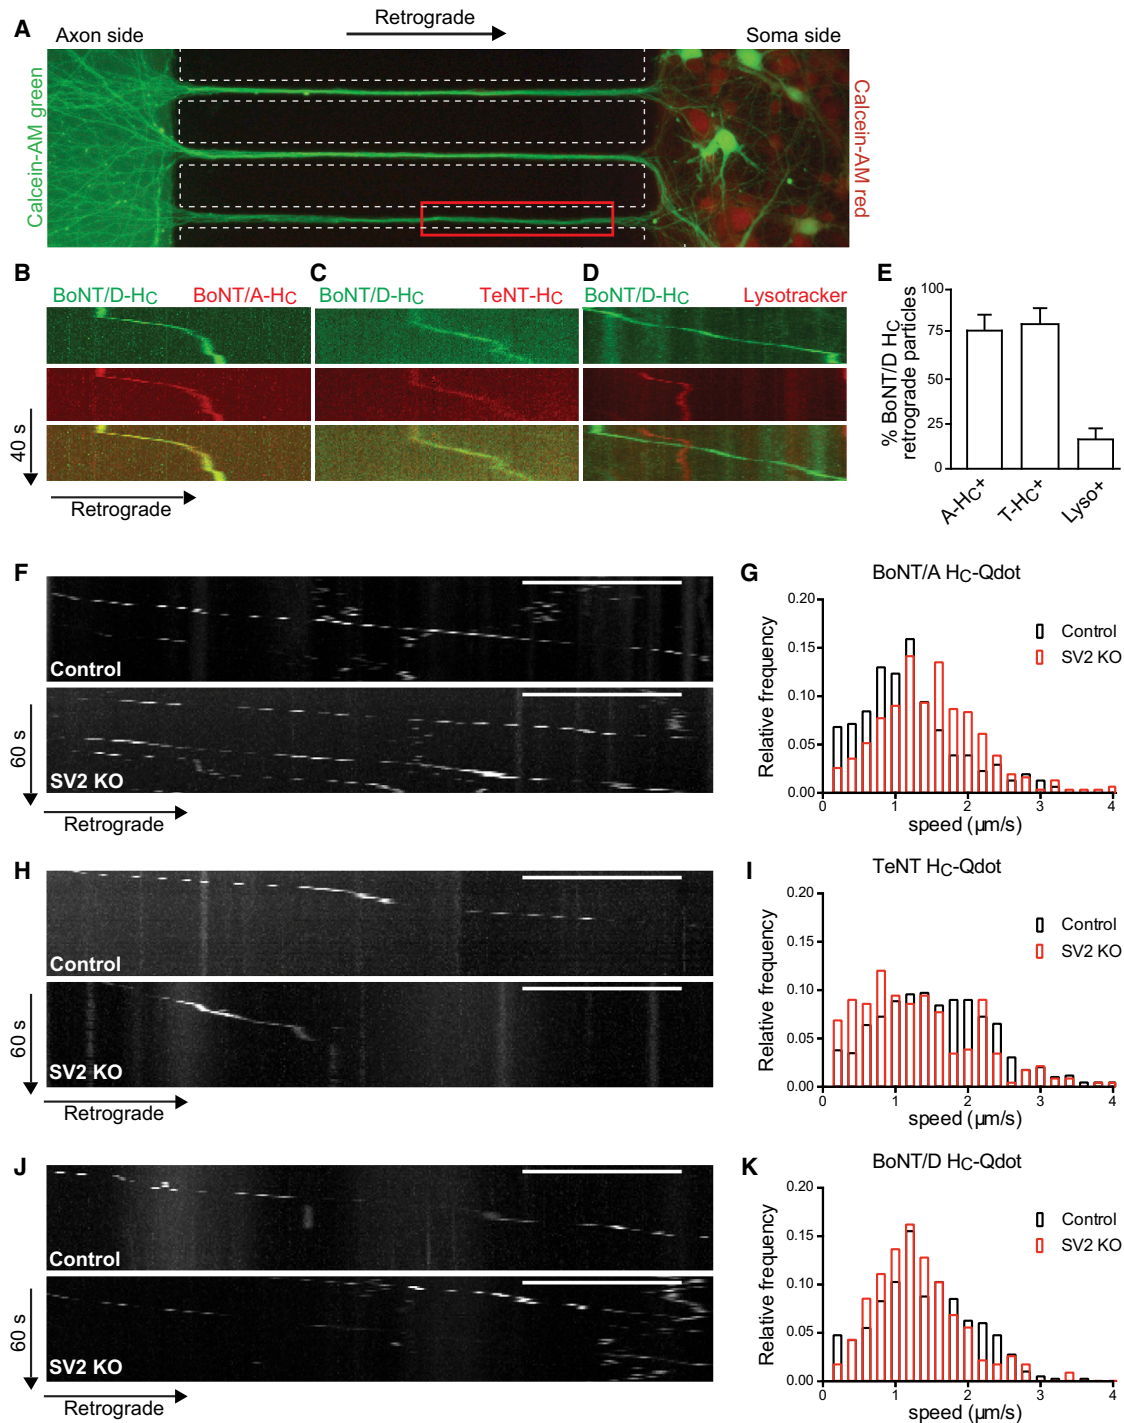 A
Retrograde
Axon side
Soma side
Calcein-AM green
Calcein-AM red
B
BoNT/D-HC
BoNT/A-HC
C
BoNT/D-HC
TeNT-HC
D
BoNT/D-HC
Lysotracker
40 s
Retrograde
E
% BoNT/D HC
retrograde particles
100
75
50
25
0
A-HC+
T-HC+
Lyso+
F
Control
SV2 KO
60 s
Retrograde
G
BoNT/A HC-Qdot
Control
SV2 KO
Relative frequency
0.20
0.15
0.10
0.05
0.00
0 1 2 3 4
speed (µm/s)
H
Control
SV2 KO
60 s
Retrograde
I
TeNT HC-Qdot
Control
SV2 KO
Relative frequency
0.20
0.15
0.10
0.05
0.00
0 1 2 3 4
speed (µm/s)
J
Control
SV2 KO
60 s
Retrograde
K
BoNT/D HC-Qdot
Control
SV2 KO
Relative frequency
0.20
0.15
0.10
0.05
0.00
0 1 2 3 4
speed (µm/s)